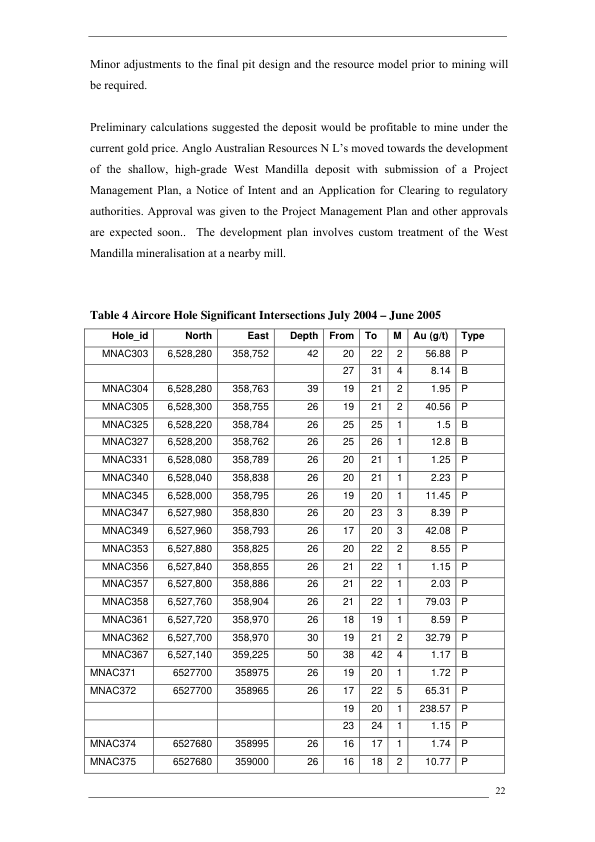 Minor adjustments to the final pit design and the resource model prior to mining will
be required.
Preliminary calculations suggested the deposit would be profitable to mine under the
current gold price. Anglo Australian Resources N L's moved towards the development
of the shallow, high-grade West Mandilla deposit with submission of a Project
Management Plan, a Notice of Intent and an Application for Clearing to regulatory
authorities. Approval was given to the Project Management Plan and other approvals
are expected soon..  The development plan involves custom treatment of the West
Mandilla mineralisation at a nearby mill.
Table 4 Aircore Hole Significant Intersections July 2004 – June 2005
Hole_id North East Depth From To M Au (g/t) Type
MNAC303 6,528,280 358,752 42 20 22 2 56.88 P
27 31 4 8.14 B
MNAC304 6,528,280 358,763 39 19 21 2 1.95 P
MNAC305 6,528,300 358,755 26 19 21 2 40.56 P
MNAC325 6,528,220 358,784 26 25 25 1 1.5 B
MNAC327 6,528,200 358,762 26 25 26 1 12.8 B
MNAC331 6,528,080 358,789 26 20 21 1 1.25 P
MNAC340 6,528,040 358,838 26 20 21 1 2.23 P
MNAC345 6,528,000 358,795 26 19 20 1 11.45 P
MNAC347 6,527,980 358,830 26 20 23 3 8.39 P
MNAC349 6,527,960 358,793 26 17 20 3 42.08 P
MNAC353 6,527,880 358,825 26 20 22 2 8.55 P
MNAC356 6,527,840 358,855 26 21 22 1 1.15 P
MNAC357 6,527,800 358,886 26 21 22 1 2.03 P
MNAC358 6,527,760 358,904 26 21 22 1 79.03 P
MNAC361 6,527,720 358,970 26 18 19 1 8.59 P
MNAC362 6,527,700 358,970 30 19 21 2 32.79 P
MNAC367 6,527,140 359,225 50 38 42 4 1.17 B
MNAC371 6527700 358975 26 19 20 1 1.72 P
MNAC372 6527700 358965 26 17 22 5 65.31 P
19 20 1 238.57 P
23 24 1 1.15 P
MNAC374 6527680 358995 26 16 17 1 1.74 P
MNAC375 6527680 359000 26 16 18 2 10.77 P
22